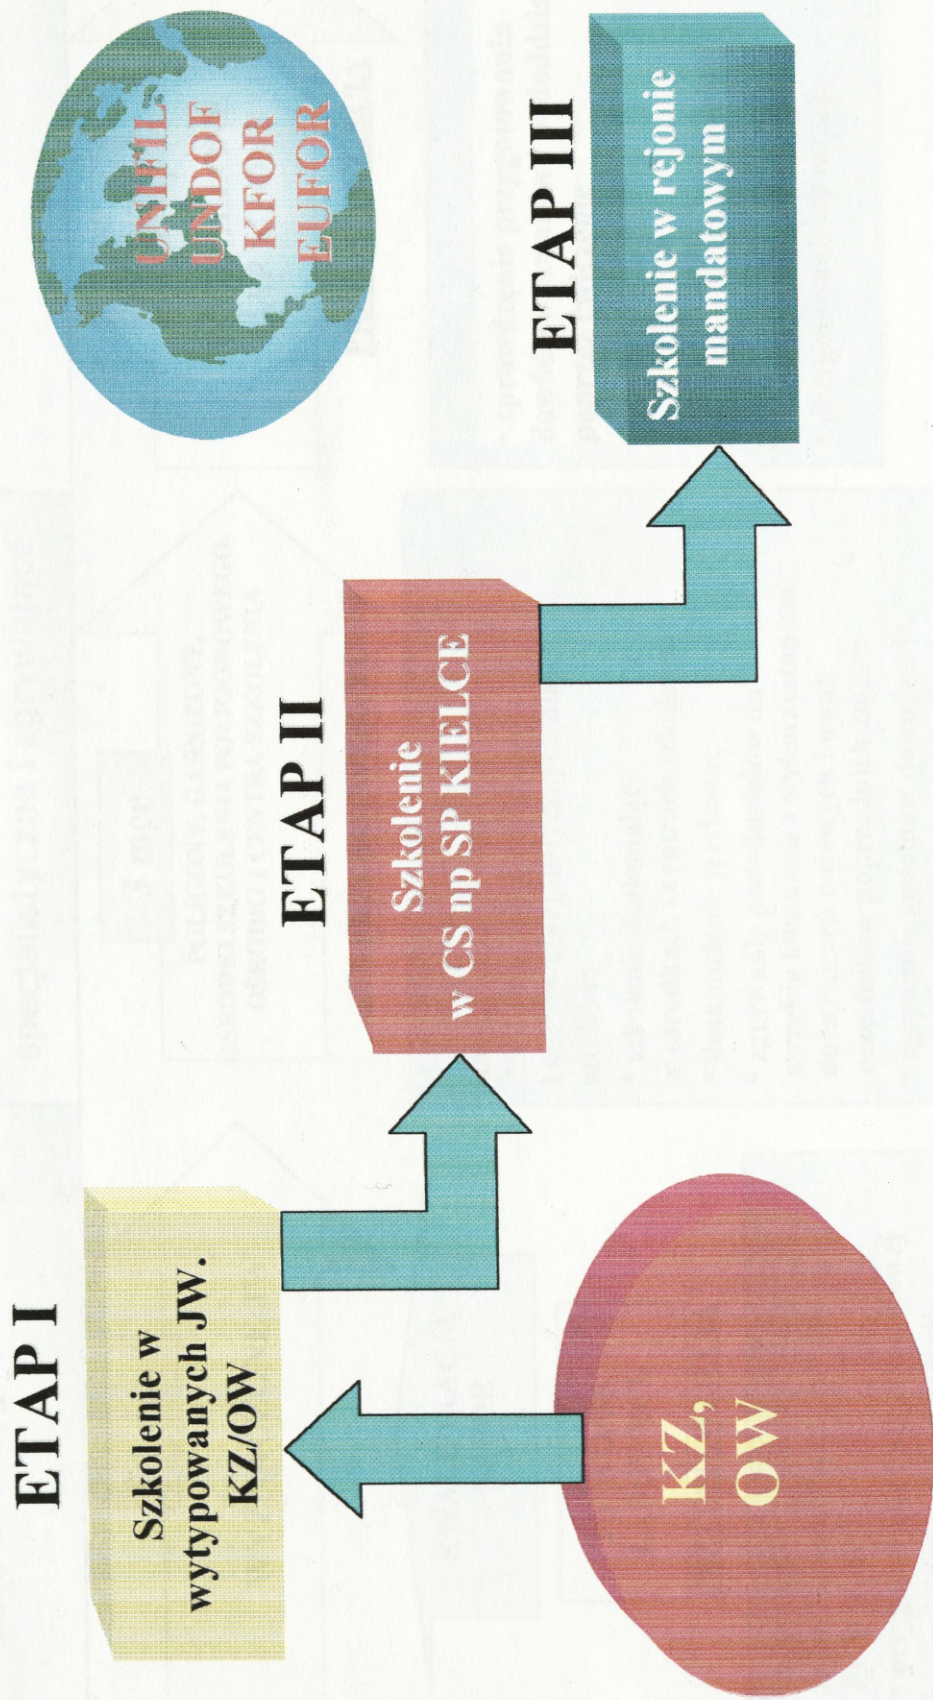 ETAP I
Szkolenie w
wytypowanych JW.
KZ/OW
KZ,
OW
ETAP II
Szkolenie
w CS np SP KIELCE
ETAP III
Szkolenie w rejonie
mandatowym
UNIFIL
UNDOF
KFOR
EUFOR